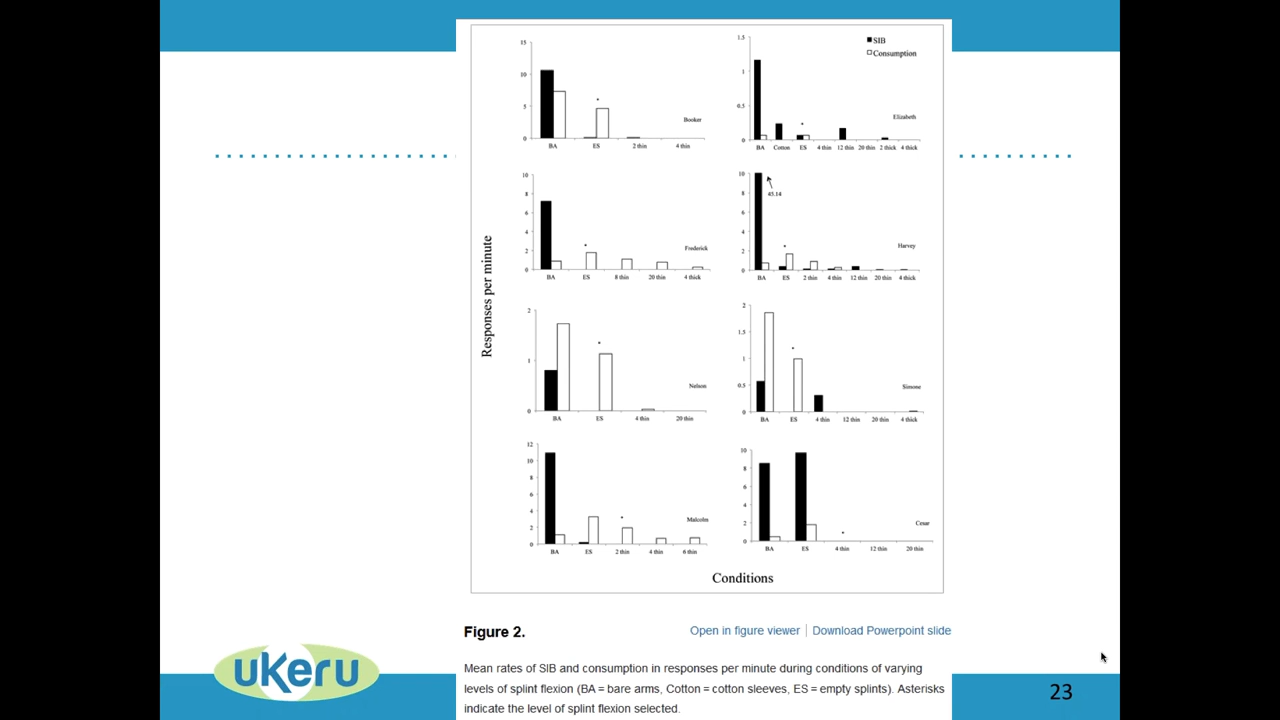 15
10
5
0
BA
ES
2 thin
4 thin
Booker
1.5
1
0.5
0
SIB
Consumption
BA
Cotton
ES
4 thin
12 thin
20 thin
2 thick
4 thick
Elizabeth
Responses per minute
10
8
6
4
2
0
BA
ES
8 thin
20 thin
4 thick
Frederick
10
8
6
4
2
0
43.14
BA
ES
2 thin
4 thin
12 thin
20 thin
4 thick
Harvey
2
1
0
BA
ES
4 thin
20 thin
Nelson
2
1.5
1
0.5
0
BA
ES
4 thin
12 thin
20 thin
4 thick
Simone
12
10
8
6
4
2
0
BA
ES
2 thin
4 thin
6 thin
Malcolm
10
8
6
4
2
0
BA
ES
4 thin
12 thin
20 thin
Cesar
Conditions
Figure 2.
Open in figure viewer | Download Powerpoint slide
Mean rates of SIB and consumption in responses per minute during conditions of varying
levels of splint flexion (BA = bare arms, Cotton = cotton sleeves, ES = empty splints). Asterisks
indicate the level of splint flexion selected.
ukeru
23